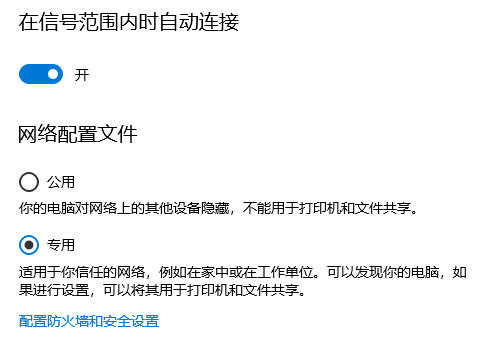 在信号范围内时自动连接
开
网络配置文件
公用
你的电脑对网络上的其他设备隐藏，不能用于打印机和文件共享。
专用
适用于你信任的网络，例如在家中或在工作单位。可以发现你的电脑，如
果进行设置，可以将其用于打印机和文件共享。
配置防火墙和安全设置